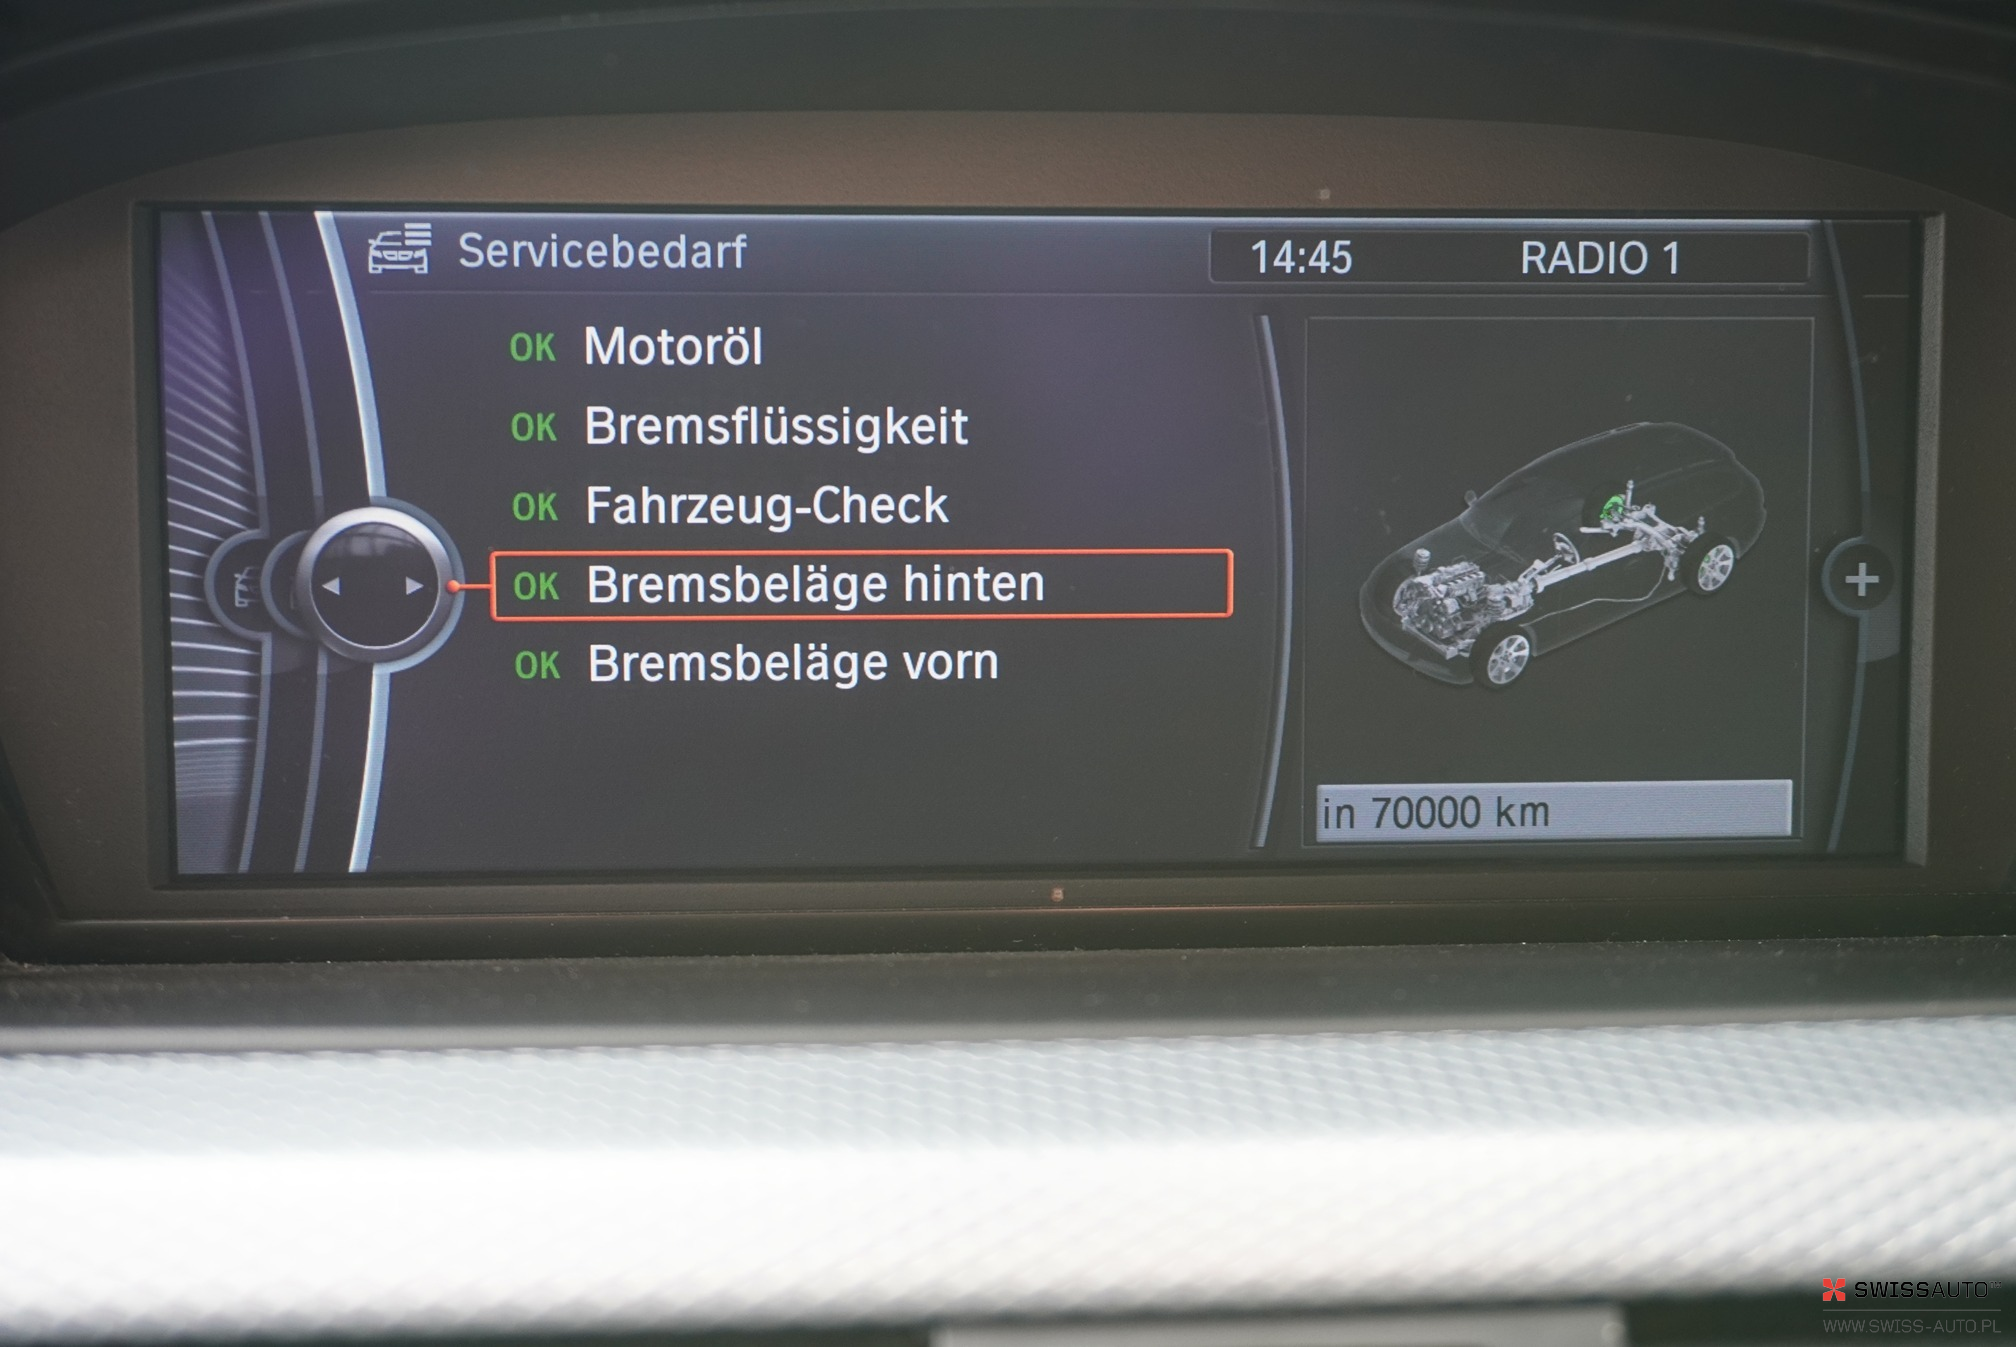 Servicebedarf
14:45 RADIO 1
OK Motoröl
OK Bremsflüssigkeit
OK Fahrzeug-Check
OK Bremsbeläge hinten
OK Bremsbeläge vorn
in 70000 km
SWISSAUTO™
WWW.SWISS-AUTO.PL